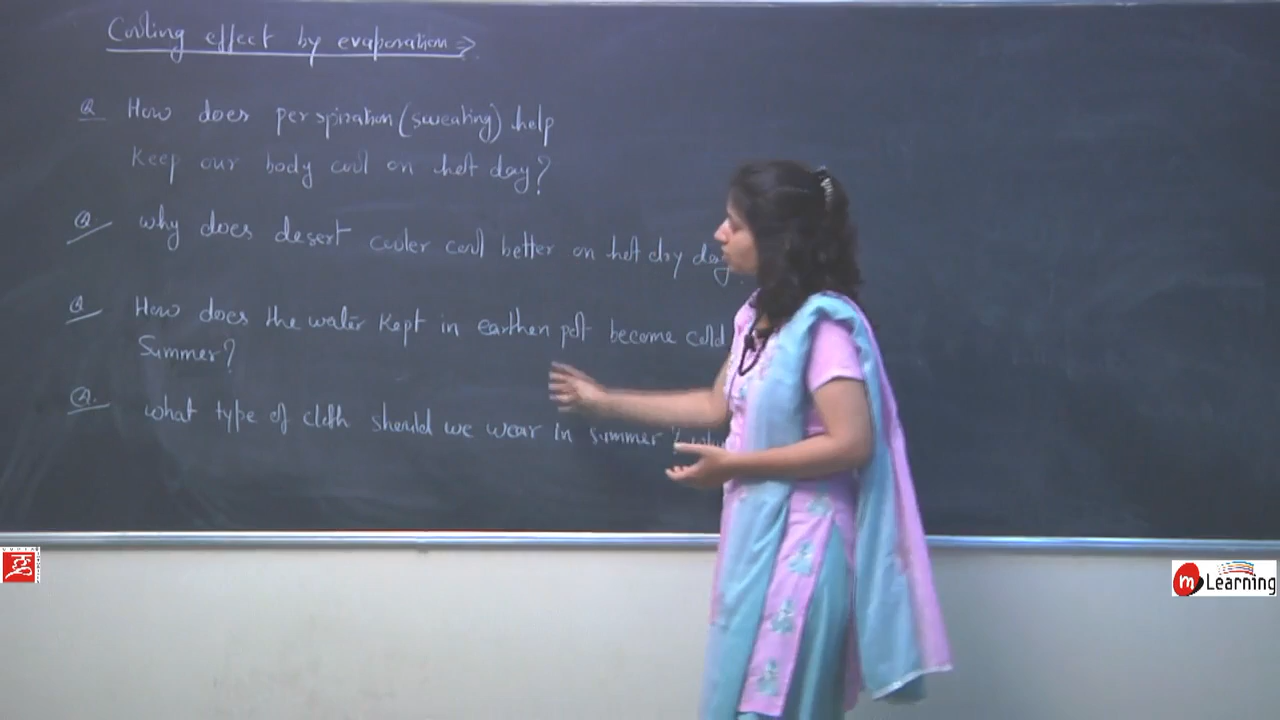 Cooling effect by evaporation ⇒
Q How does perspiration (sweating) help
Keep our body cool on hot day?
Q. why does desert cooler cool better on hot dry day
Q How does the water kept in earthen pot become cold
Summer?
Q. what type of cloth should we wear in summer ?
mLearning